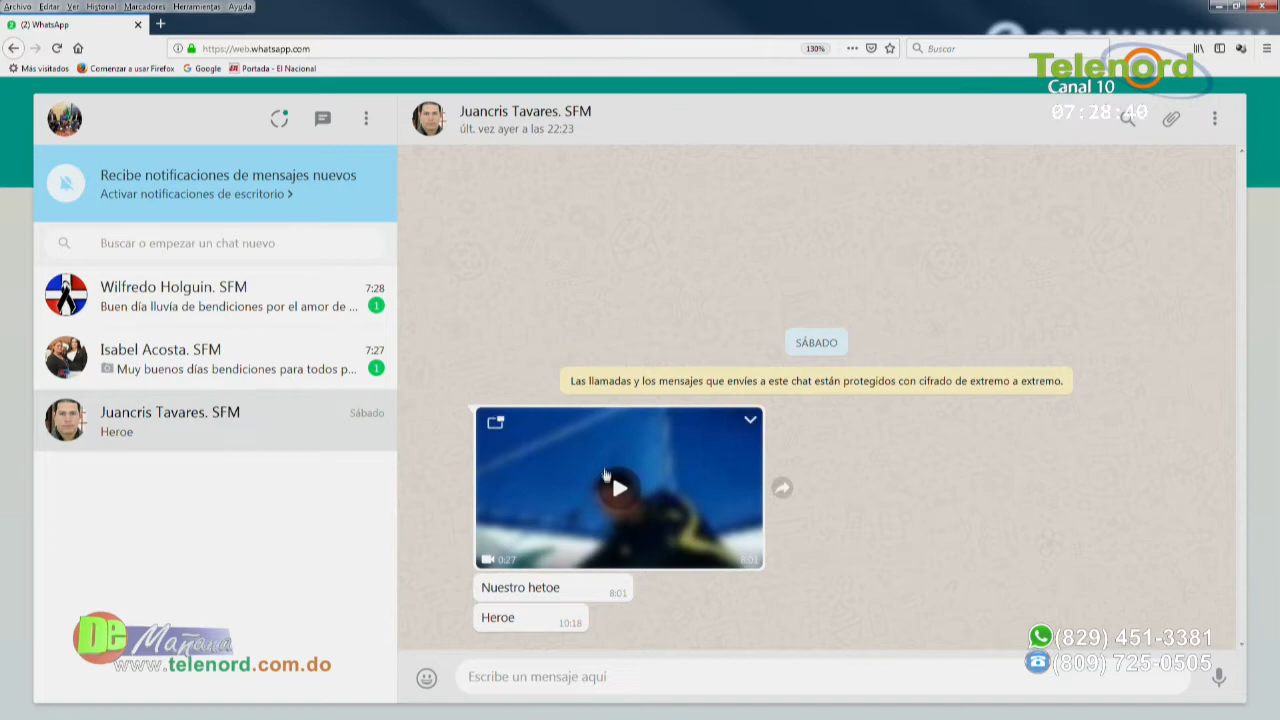 Archivo Editar Ver Historial Marcadores Herramientas Ayuda
(2) WhatsApp
https://web.whatsapp.com
130%
Buscar
Más visitados Comenzar a usar Firefox Google Portada - El Nacional
Telenord
Canal 10
07:28:40
Juancris Tavares. SFM
últ. vez ayer a las 22:23
Recibe notificaciones de mensajes nuevos
Activar notificaciones de escritorio >
Buscar o empezar un chat nuevo
Wilfredo Holguin. SFM 7:28
Buen día lluvía de bendiciones por el amor de ... 1
Isabel Acosta. SFM 7:27
Muy buenos días bendiciones para todos p... 1
Juancris Tavares. SFM Sábado
Heroe
SÁBADO
Las llamadas y los mensajes que envíes a este chat están protegidos con cifrado de extremo a extremo.
0:27 8:01
Nuestro hetoe 8:01
Heroe 10:18
De Mañana
www.telenord.com.do
(829) 451-3381
(809) 725-0505
Escribe un mensaje aquí